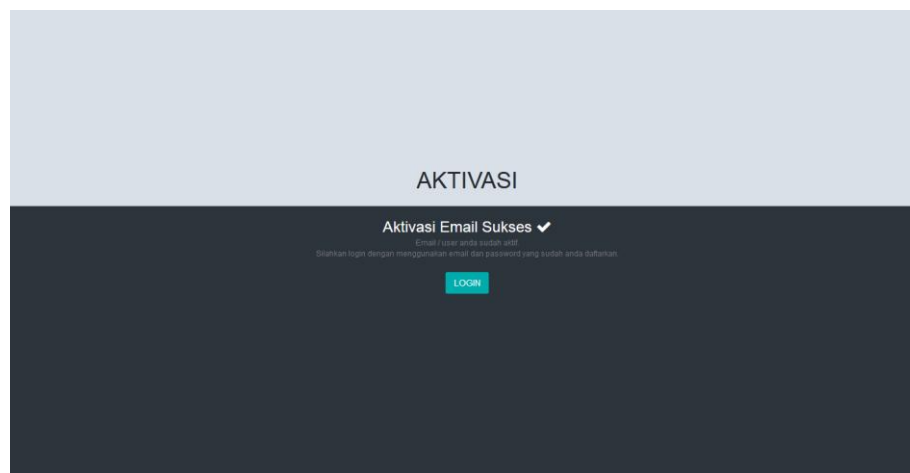 AKTIVASI
Aktivasi Email Sukses ✔
Email / user anda sudah aktif.
Silahkan login dengan menggunakan email dan password yang sudah anda daftarkan.
LOGIN